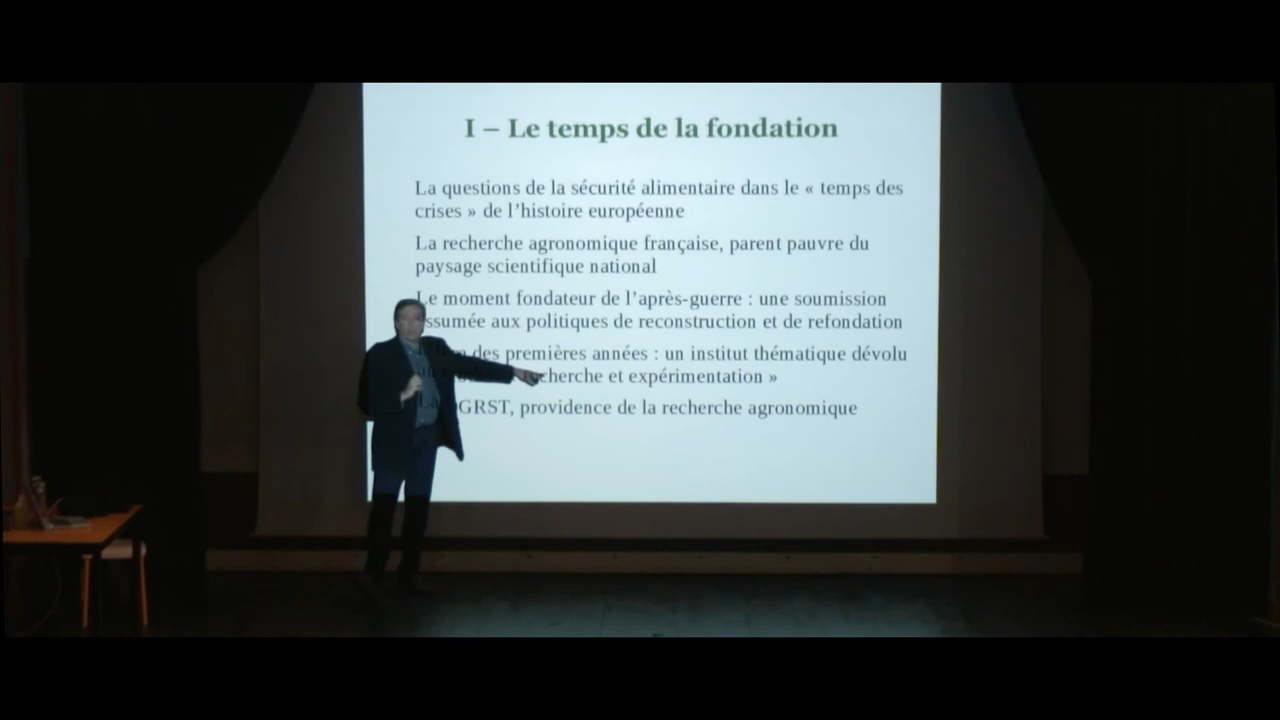 I – Le temps de la fondation
La questions de la sécurité alimentaire dans le « temps des
crises » de l'histoire européenne
La recherche agronomique française, parent pauvre du
paysage scientifique national
Le moment fondateur de l'après-guerre : une soumission
assumée aux politiques de reconstruction et de refondation
des premières années : un institut thématique dévolu
recherche et expérimentation »
GRST, providence de la recherche agronomique